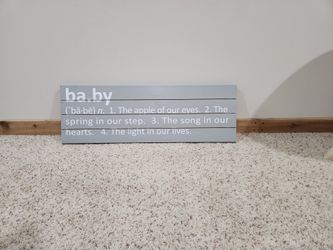 ba.by
(ˈbā-bē) n. 1. The apple of our eyes. 2. The
spring in our step. 3. The song in our
hearts. 4. The light in our lives.